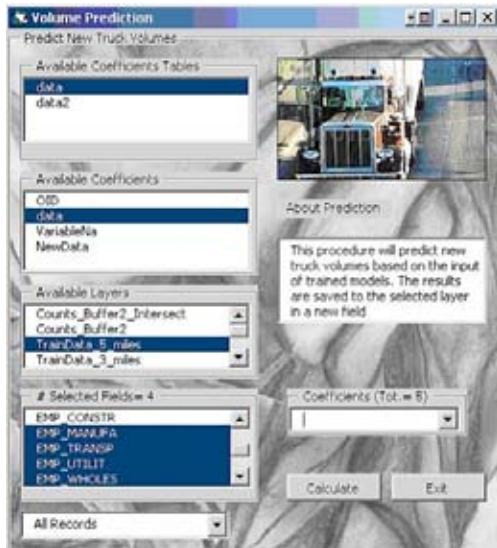 Volume Prediction
Predict New Truck Volumes
Available Coefficients Tables
data
data2
Available Coefficients
OID
data
VariableNa
NewData
About Prediction
This procedure will predict new
truck volumes based on the input
of trained models. The results
are saved to the selected layer
in a new field
Available Layers
Counts_Buffer2_Intersect
Counts_Buffer2
TrainData_5_miles
TrainData_3_miles
# Selected Fields= 4
EMP_CONSTR
EMP_MANUFA
EMP_TRANSP
EMP_UTILIT
EMP_WHOLES
Coefficients (Tot.= 5)
Calculate
Exit
All Records